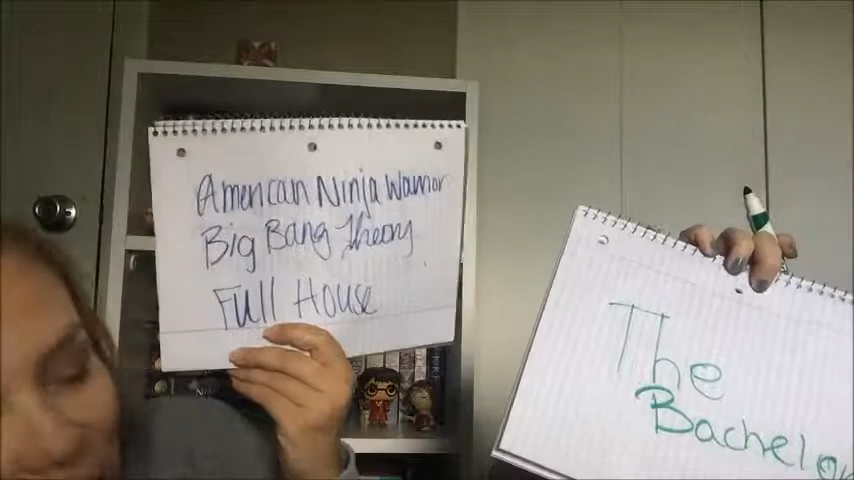 American Ninja Warrior
Big Bang Theory
Full House
The
Bachelor